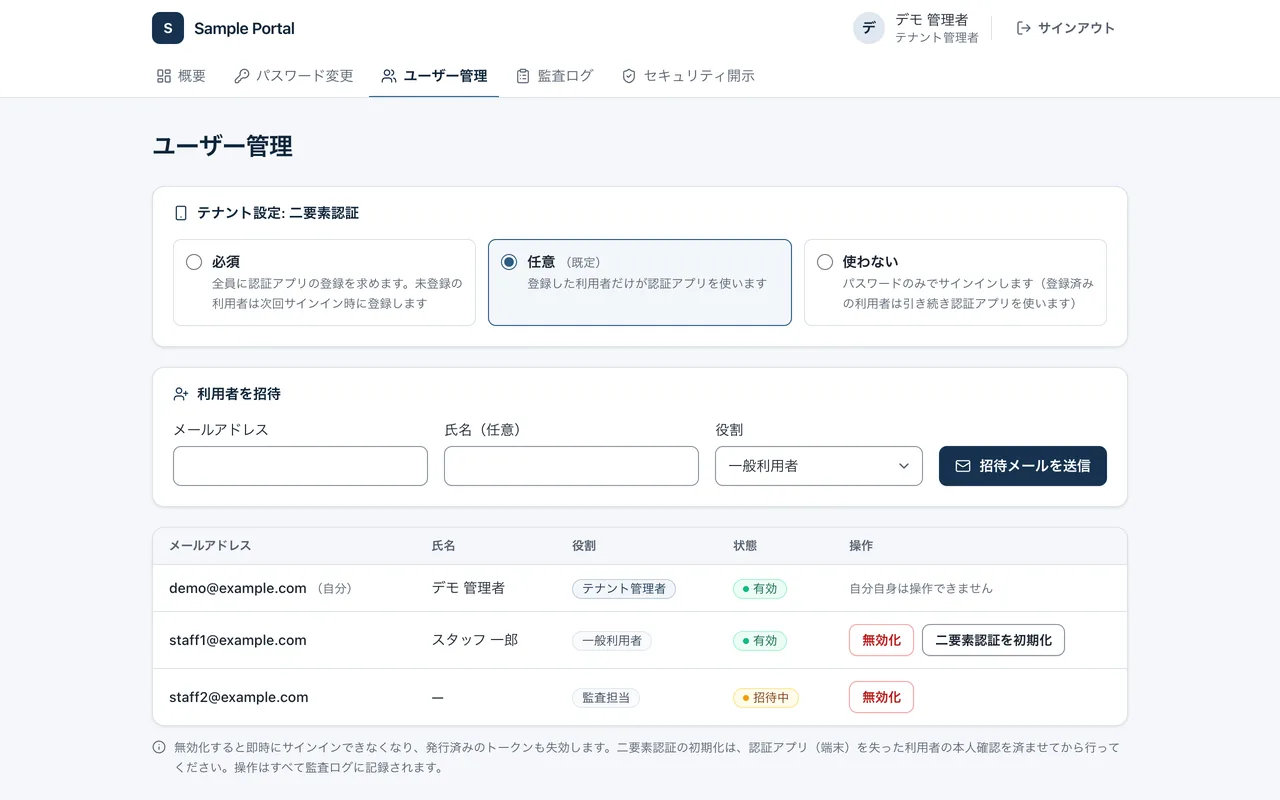 S Sample Portal
デ デモ 管理者
テナント管理者
サインアウト
概要 パスワード変更 ユーザー管理 監査ログ セキュリティ開示
ユーザー管理
テナント設定: 二要素認証
必須
全員に認証アプリの登録を求めます。未登録の
利用者は次回サインイン時に登録します
任意 (既定)
登録した利用者だけが認証アプリを使います
使わない
パスワードのみでサインインします（登録済み
の利用者は引き続き認証アプリを使います）
利用者を招待
メールアドレス 氏名（任意） 役割
一般利用者 招待メールを送信
メールアドレス 氏名 役割 状態 操作
demo@example.com （自分） デモ 管理者 テナント管理者 有効 自分自身は操作できません
staff1@example.com スタッフ 一郎 一般利用者 有効 無効化 二要素認証を初期化
staff2@example.com — 監査担当 招待中 無効化
無効化すると即時にサインインできなくなり、発行済みのトークンも失効します。二要素認証の初期化は、認証アプリ（端末）を失った利用者の本人確認を済ませてから行って
ください。操作はすべて監査ログに記録されます。